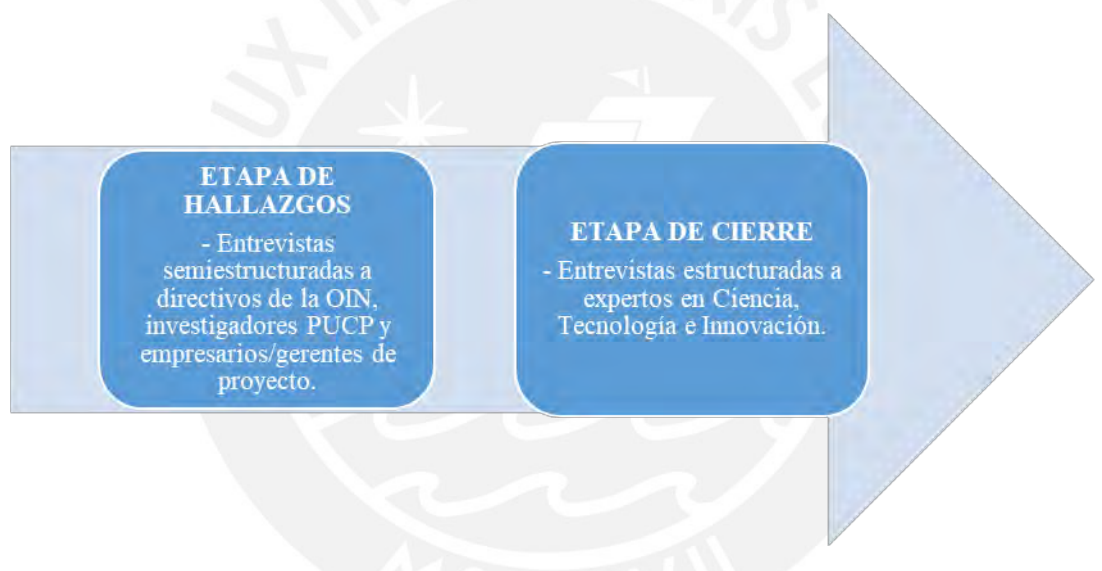 ETAPA DE
HALLAZGOS
- Entrevistas
semiestructuradas a
directivos de la OIN,
investigadores PUCP y
empresarios/gerentes de
proyecto.
ETAPA DE CIERRE
- Entrevistas estructuradas a
expertos en Ciencia,
Tecnología e Innovación.